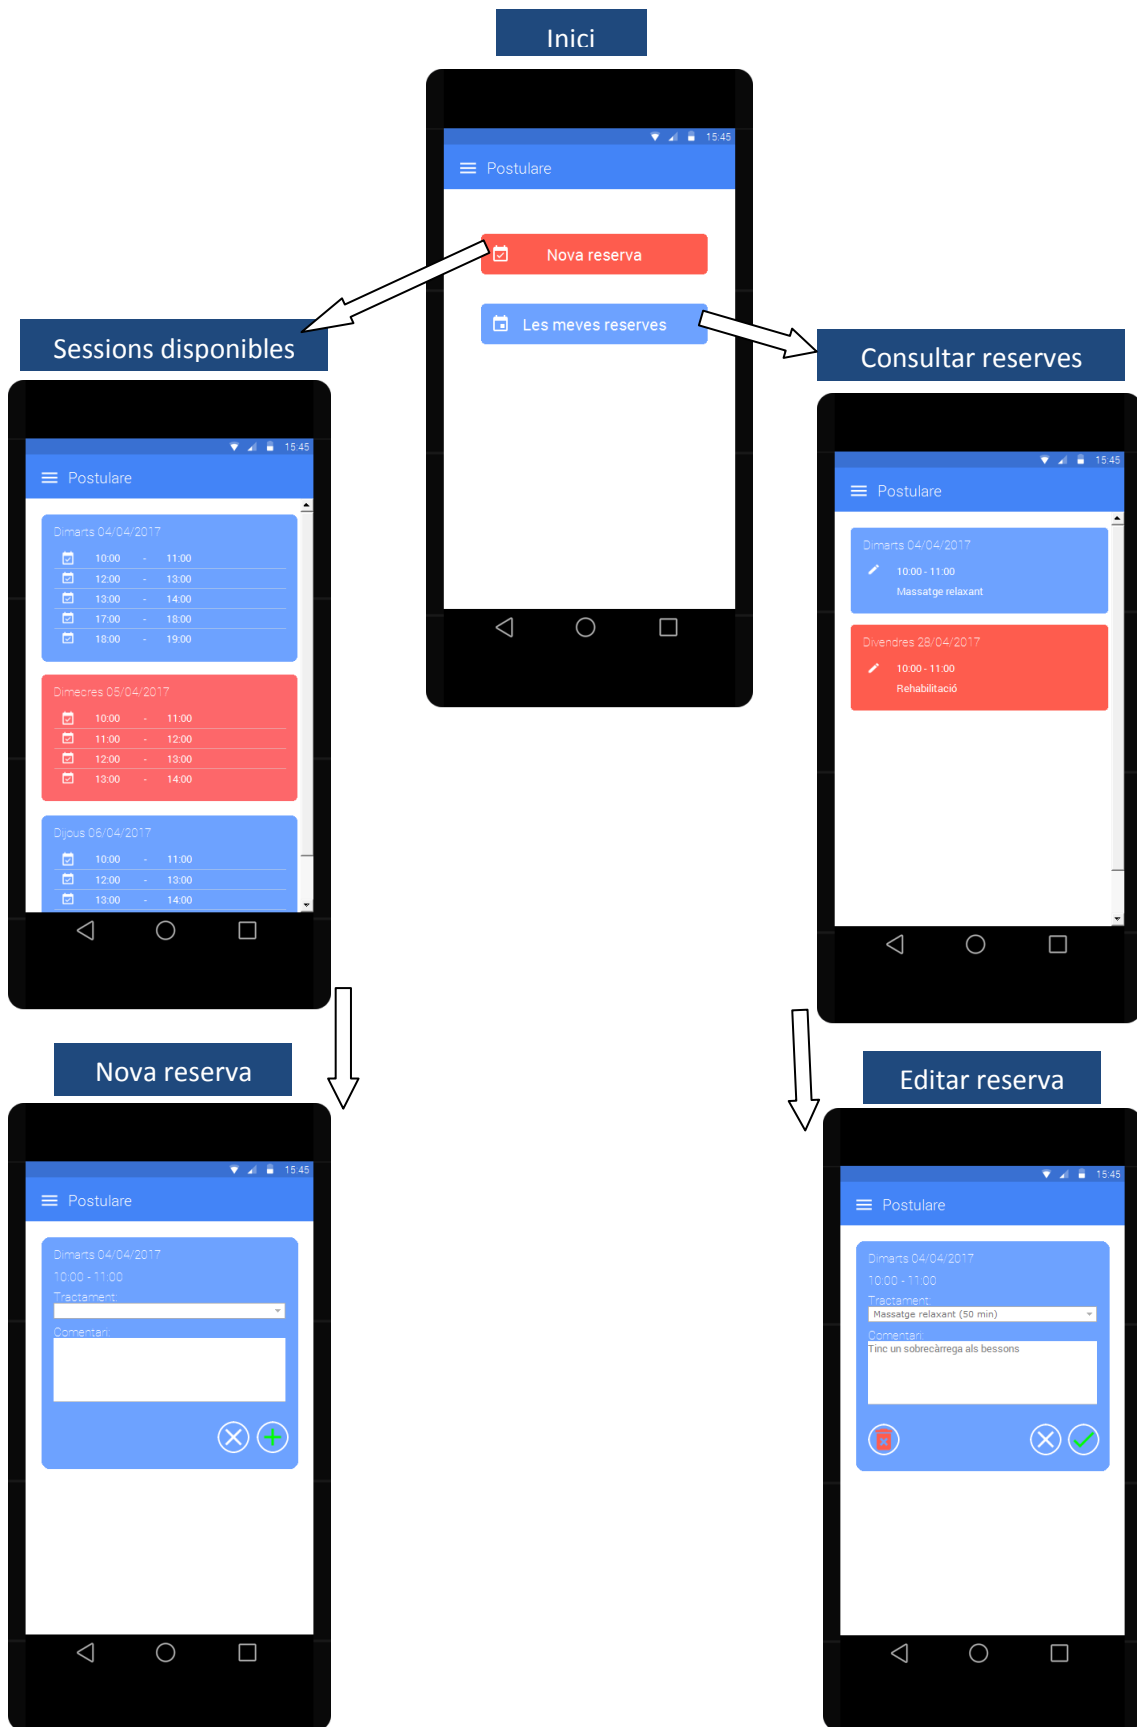 Inici
15:45
Postulare
Nova reserva
Les meves reserves
Sessions disponibles
15:45
Postulare
Dimarts 04/04/2017
10:00 - 11:00
12:00 - 13:00
13:00 - 14:00
17:00 - 18:00
18:00 - 19:00
Dimecres 05/04/2017
10:00 - 11:00
11:00 - 12:00
12:00 - 13:00
13:00 - 14:00
Dijous 06/04/2017
10:00 - 11:00
12:00 - 13:00
13:00 - 14:00
Consultar reserves
15:45
Postulare
Dimarts 04/04/2017
10:00 - 11:00
Massatge relaxant
Divendres 28/04/2017
10:00 - 11:00
Rehabilitació
Nova reserva
15:45
Postulare
Dimarts 04/04/2017
10:00 - 11:00
Tractament:
Comentari:
Editar reserva
15:45
Postulare
Dimarts 04/04/2017
10:00 - 11:00
Tractament:
Massatge relaxant (50 min)
Comentari:
Tinc un sobrecàrrega als bessons